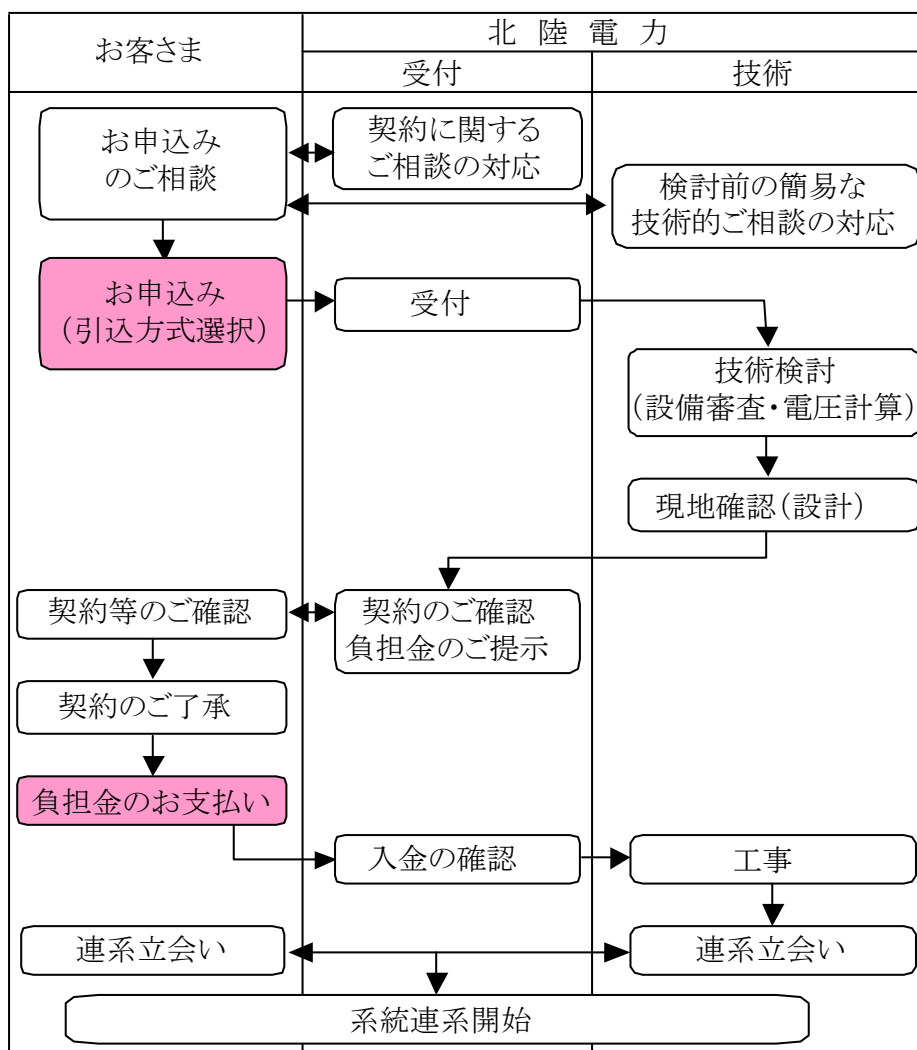 お客さま
北陸電力
受付
技術
お申込み
のご相談
契約に関する
ご相談の対応
検討前の簡易な
技術的ご相談の対応
お申込み
(引込方式選択)
受付
技術検討
(設備審査・電圧計算)
現地確認(設計)
契約等のご確認
契約のご確認
負担金のご提示
契約のご了承
負担金のお支払い
入金の確認
工事
連系立会い
連系立会い
系統連系開始